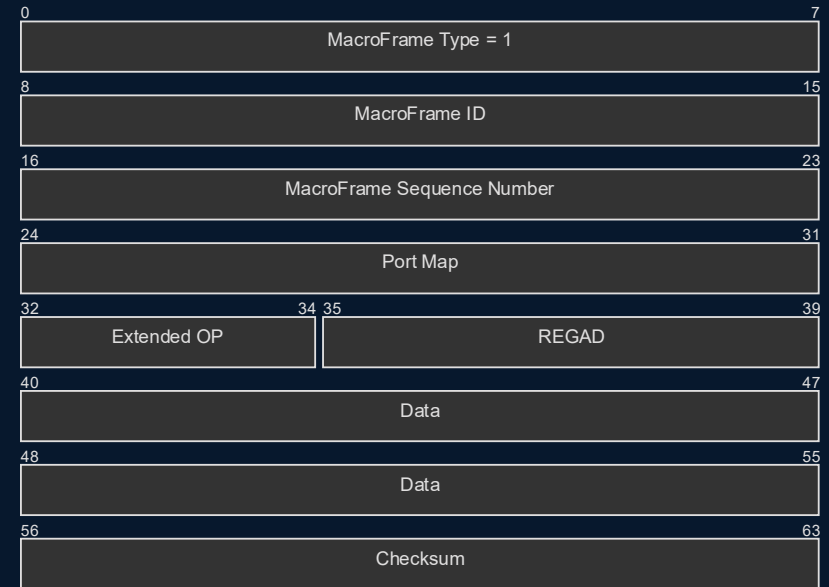 0 7
MacroFrame Type = 1
8 15
MacroFrame ID
16 23
MacroFrame Sequence Number
24 31
Port Map
32 34 35 39
Extended OP REGAD
40 47
Data
48 55
Data
56 63
Checksum